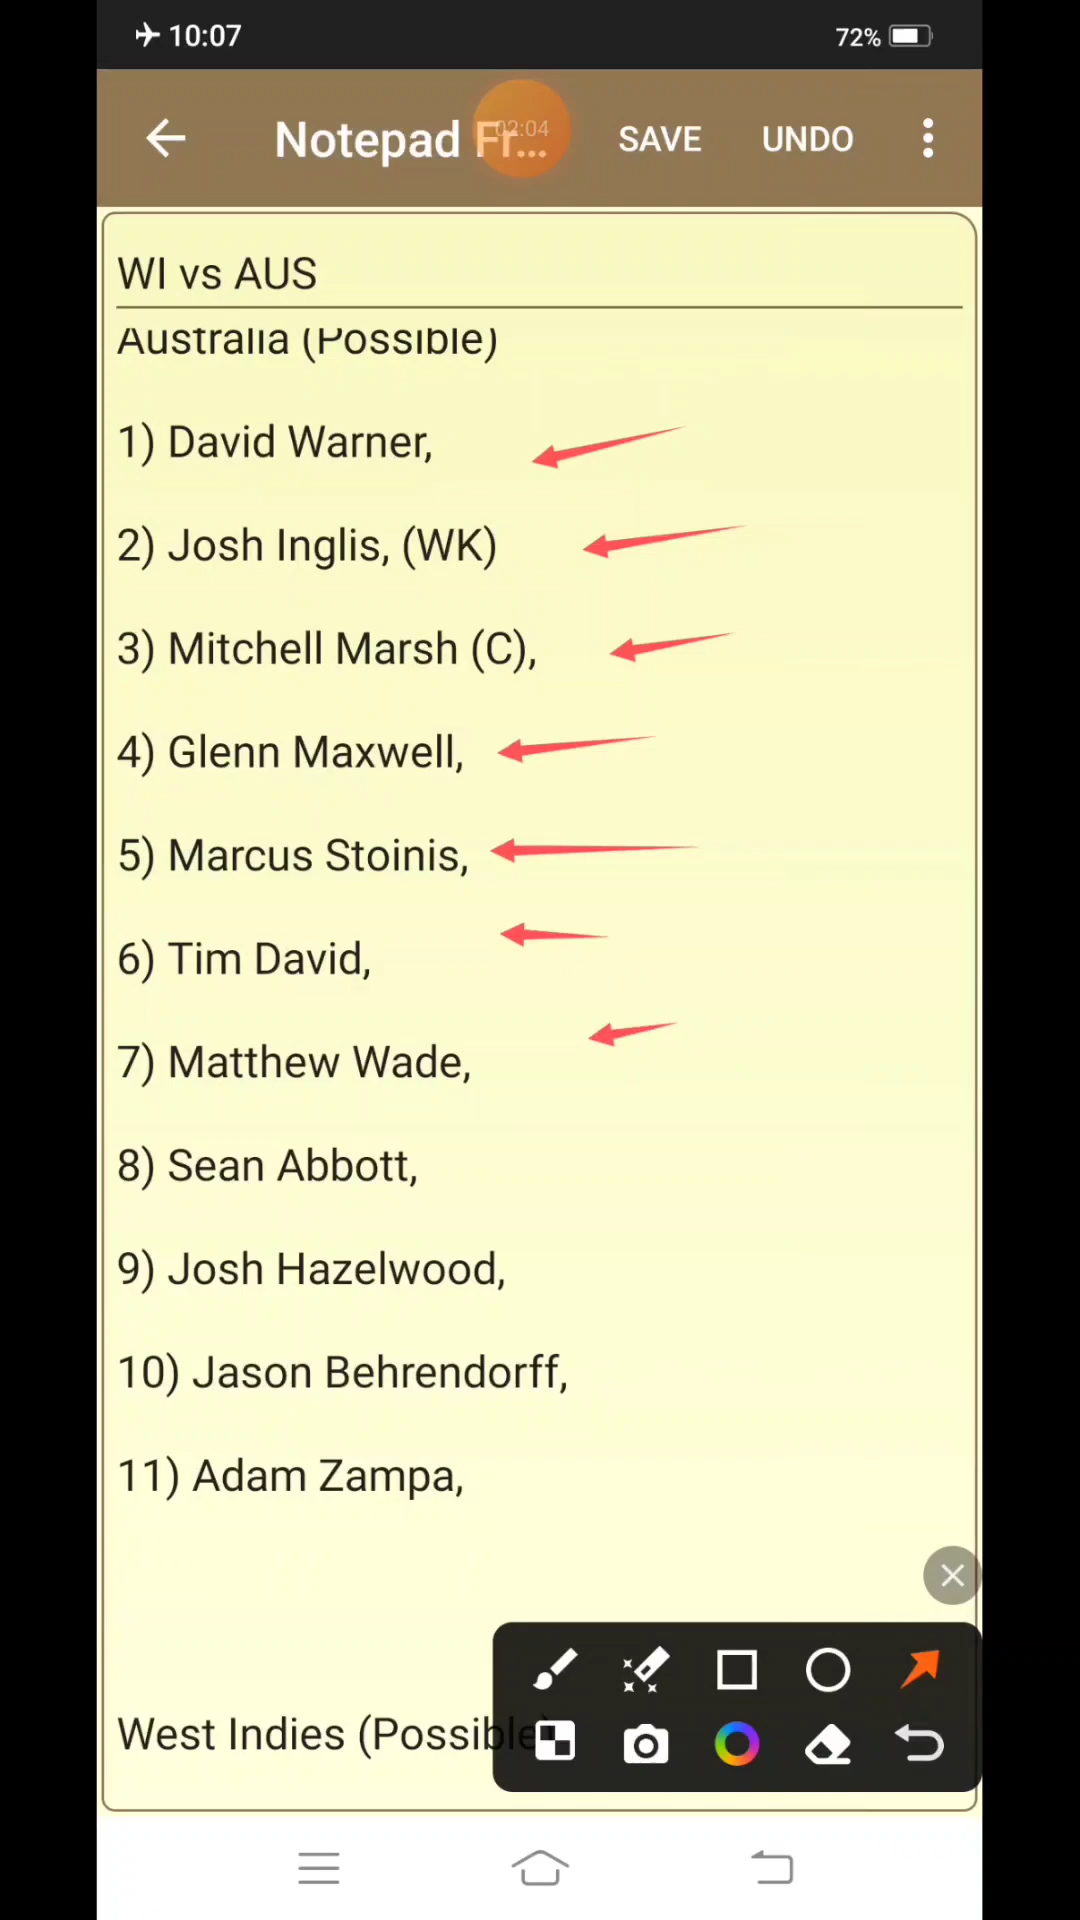 10:07
72%
Notepad Fr...
02:04
SAVE
UNDO
WI vs AUS
Australia (Possible)
1) David Warner,
2) Josh Inglis, (WK)
3) Mitchell Marsh (C),
4) Glenn Maxwell,
5) Marcus Stoinis,
6) Tim David,
7) Matthew Wade,
8) Sean Abbott,
9) Josh Hazelwood,
10) Jason Behrendorff,
11) Adam Zampa,
West Indies (Possible)